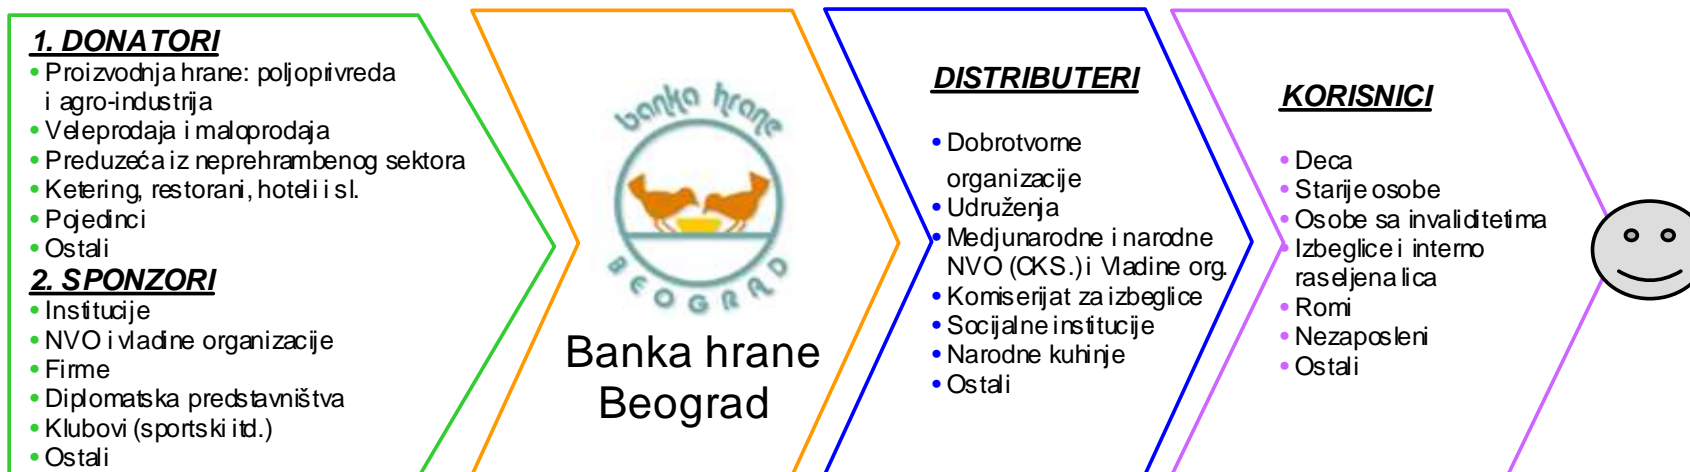 1. DONATORI
• Proizvodnja hrane: poljoprivreda
i agro-industrija
• Veleprodaja i maloprodaja
• Preduzeća iz neprehrambenog sektora
• Ketering, restorani, hoteli i sl.
• Pojedinci
• Ostali
2. SPONZORI
• Institucije
• NVO i vladine organizacije
• Firme
• Diplomatska predstavništva
• Klubovi (sportski itd.)
• Ostali
banka hrane
BEOGRAD
Banka hrane
Beograd
DISTRIBUTERI
• Dobrotvorne
organizacije
• Udruženja
• Medjunarodne i narodne
NVO (CKS.) i Vladine org.
• Komiserijat za izbeglice
• Socijalne institucije
• Narodne kuhinje
• Ostali
KORISNICI
• Deca
• Starije osobe
• Osobe sa invaliditetima
• Izbeglice i interno
raseljena lica
• Romi
• Nezaposleni
• Ostali